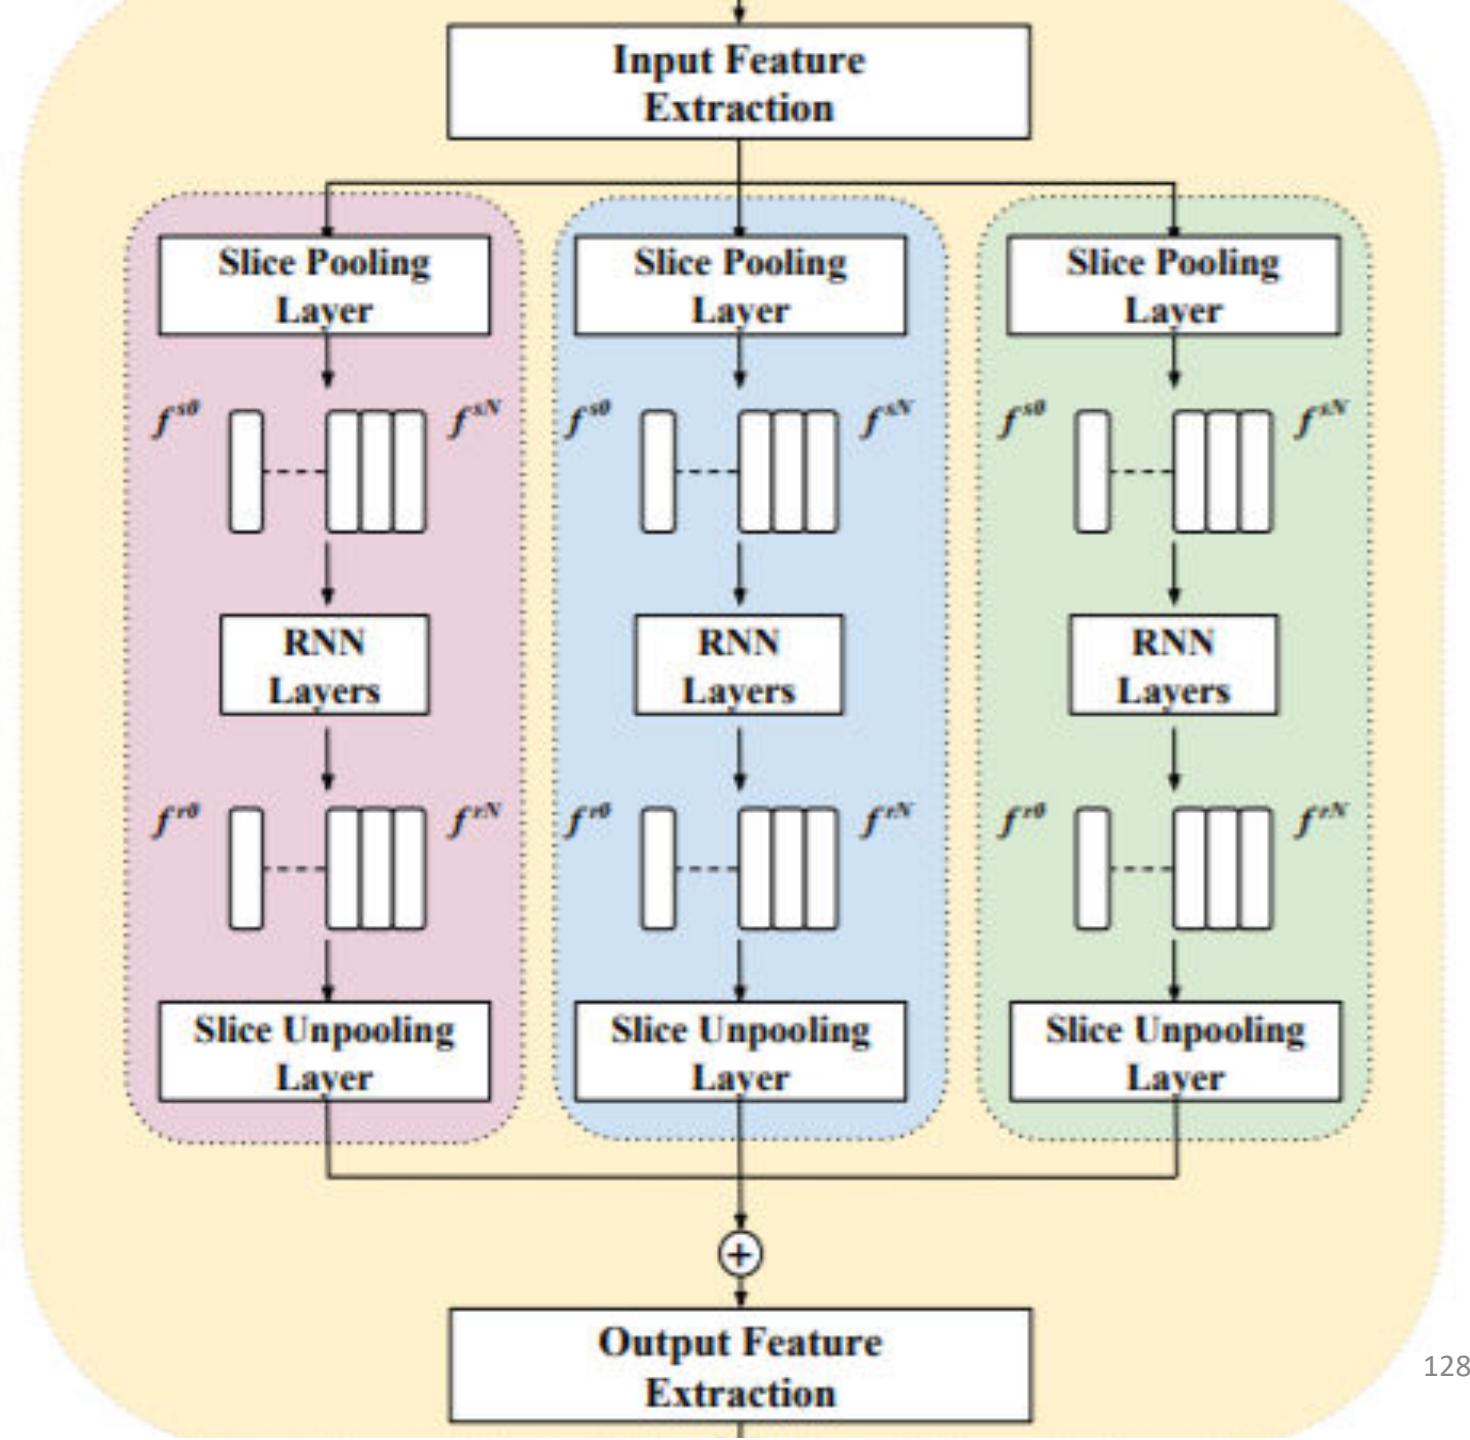 Input Feature
Extraction
Slice Pooling
Layer
Slice Pooling
Layer
Slice Pooling
Layer
f^{s0} f^{sN}
f^{s0} f^{sN}
f^{s0} f^{sN}
RNN
Layers
RNN
Layers
RNN
Layers
f^{r0} f^{rN}
f^{r0} f^{rN}
f^{r0} f^{rN}
Slice Unpooling
Layer
Slice Unpooling
Layer
Slice Unpooling
Layer
+
Output Feature
Extraction
128